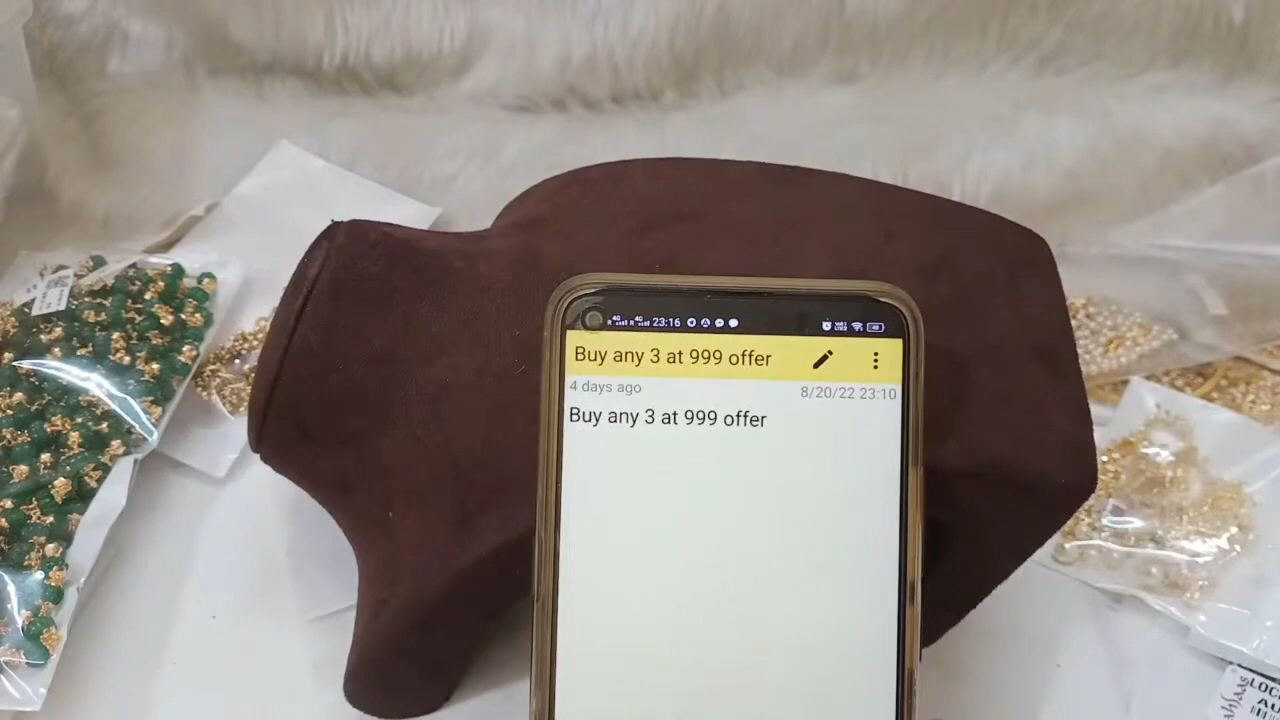 23:16
Buy any 3 at 999 offer
4 days ago
8/20/22 23:10
Buy any 3 at 999 offer